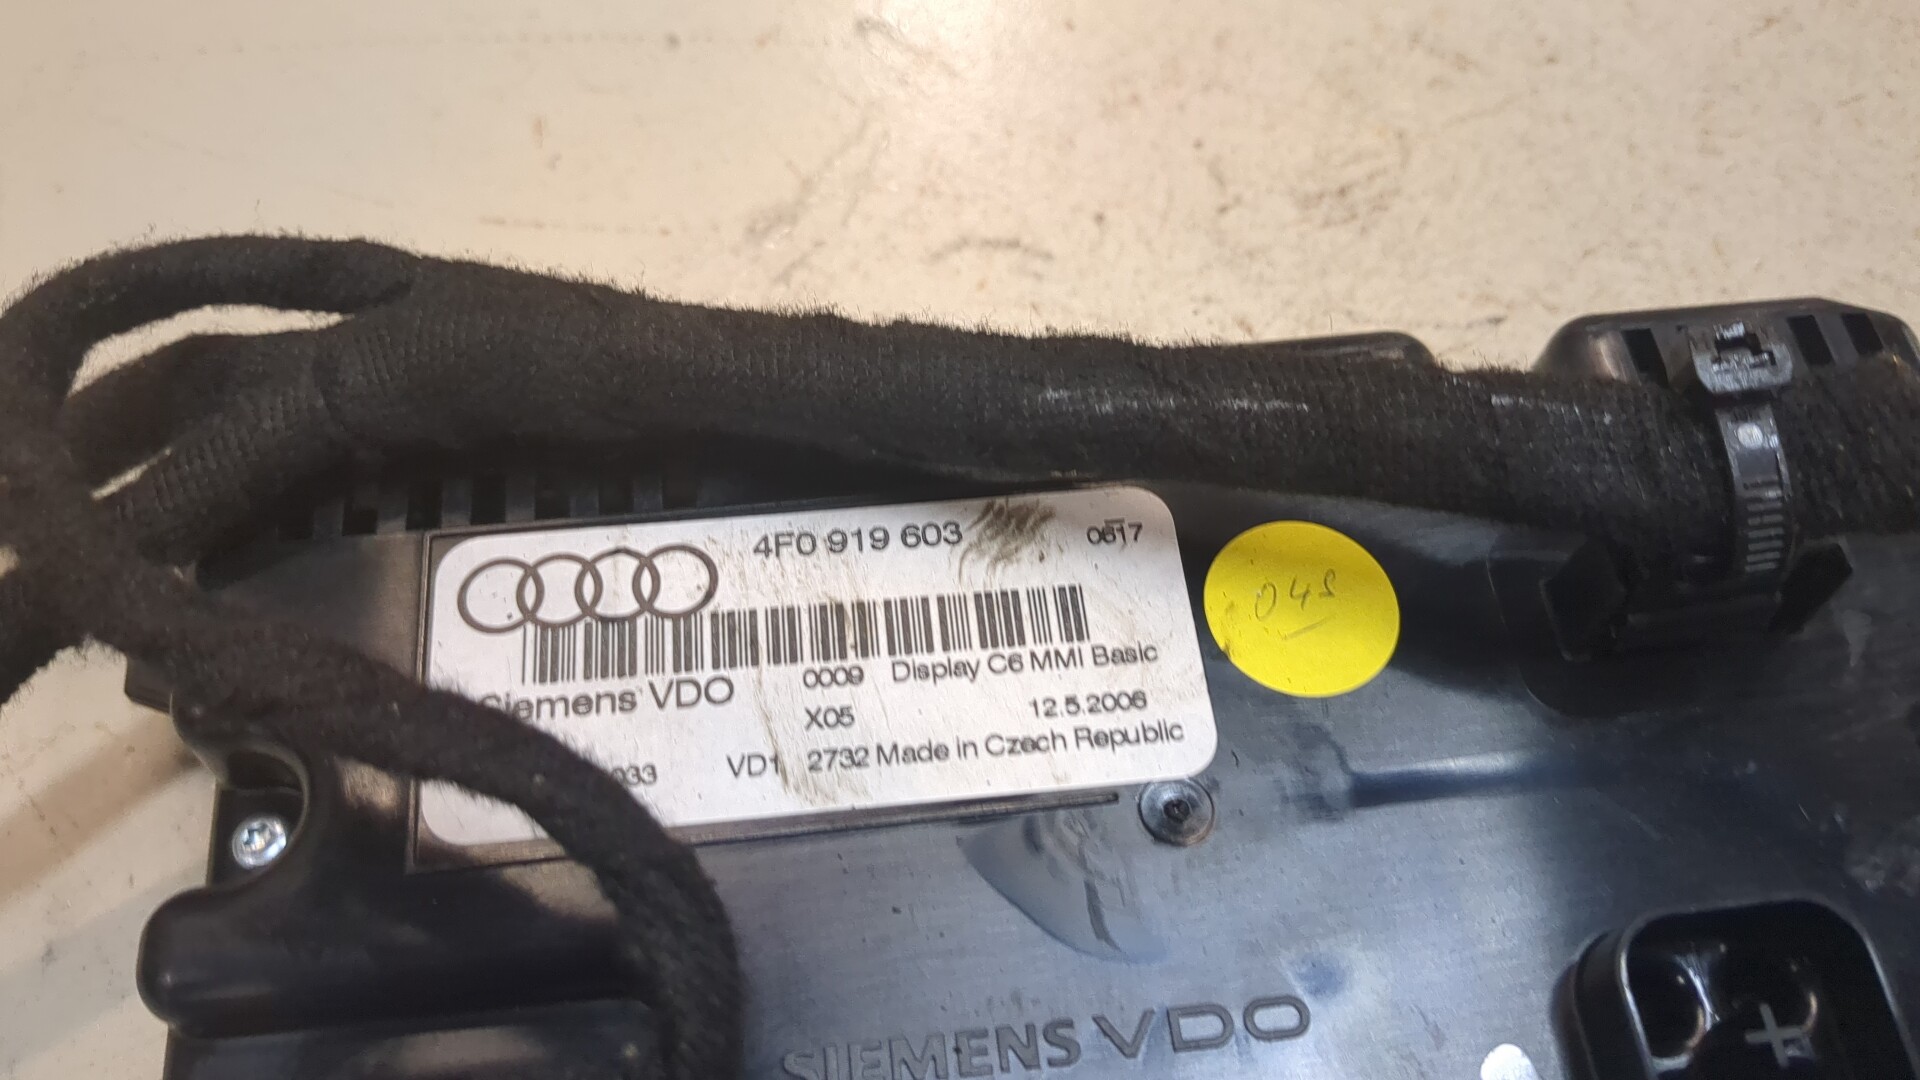 4F0 919 603
0617
0009 Display C6 MMI Basic
Siemens VDO
X05 12.5.2006
033 VD1 2732 Made in Czech Republic
SIEMENS VDO